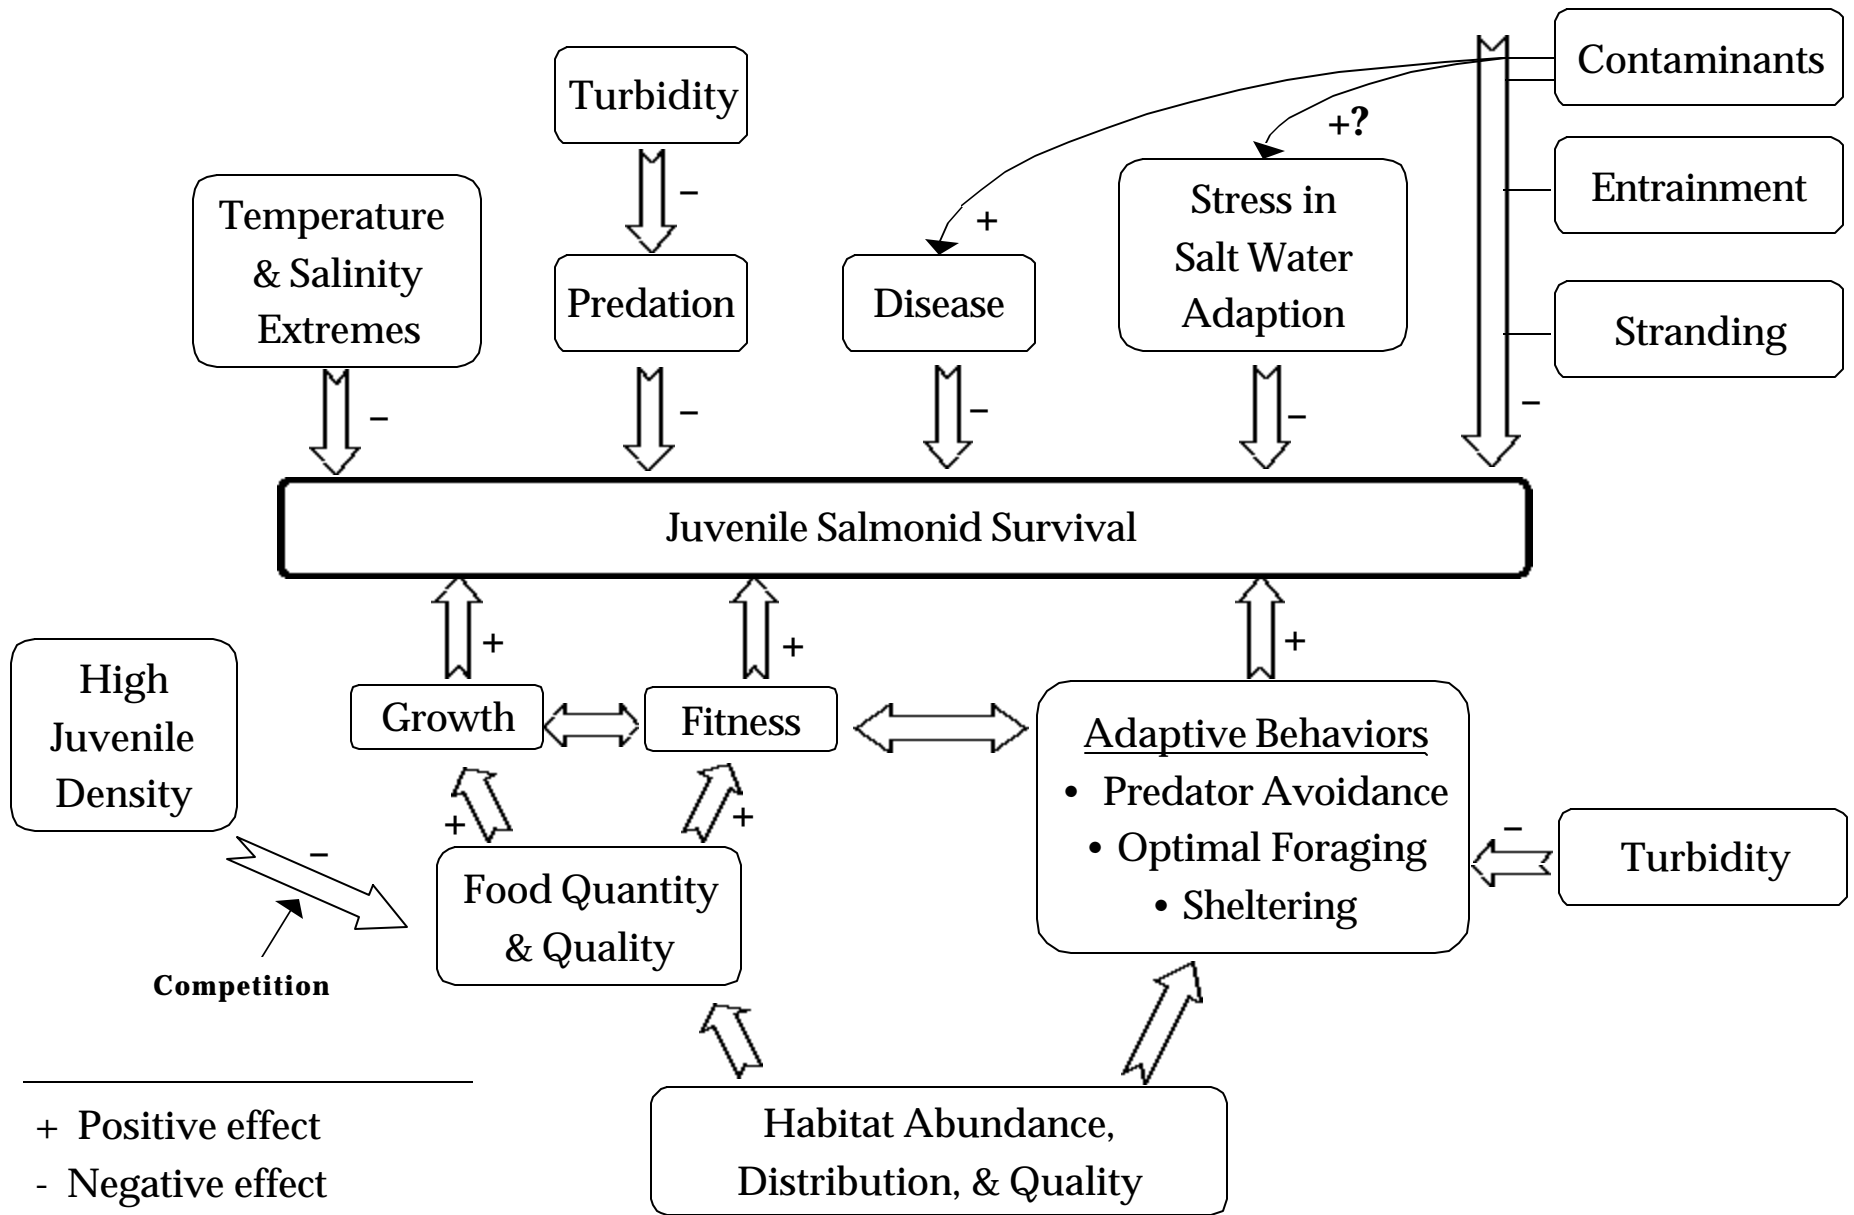 Contaminants
Turbidity
+?
Entrainment
–
Stress in
Salt Water
Adaption
Temperature
& Salinity
Extremes
+
Predation
Disease
Stranding
–
–
–
–
–
Juvenile Salmonid Survival
+
+
+
High
Juvenile
Density
Growth
Fitness
Adaptive Behaviors
• Predator Avoidance
• Optimal Foraging
• Sheltering
+
+
–
Turbidity
–
Food Quantity
& Quality
Competition
+ Positive effect
- Negative effect
Habitat Abundance,
Distribution, & Quality